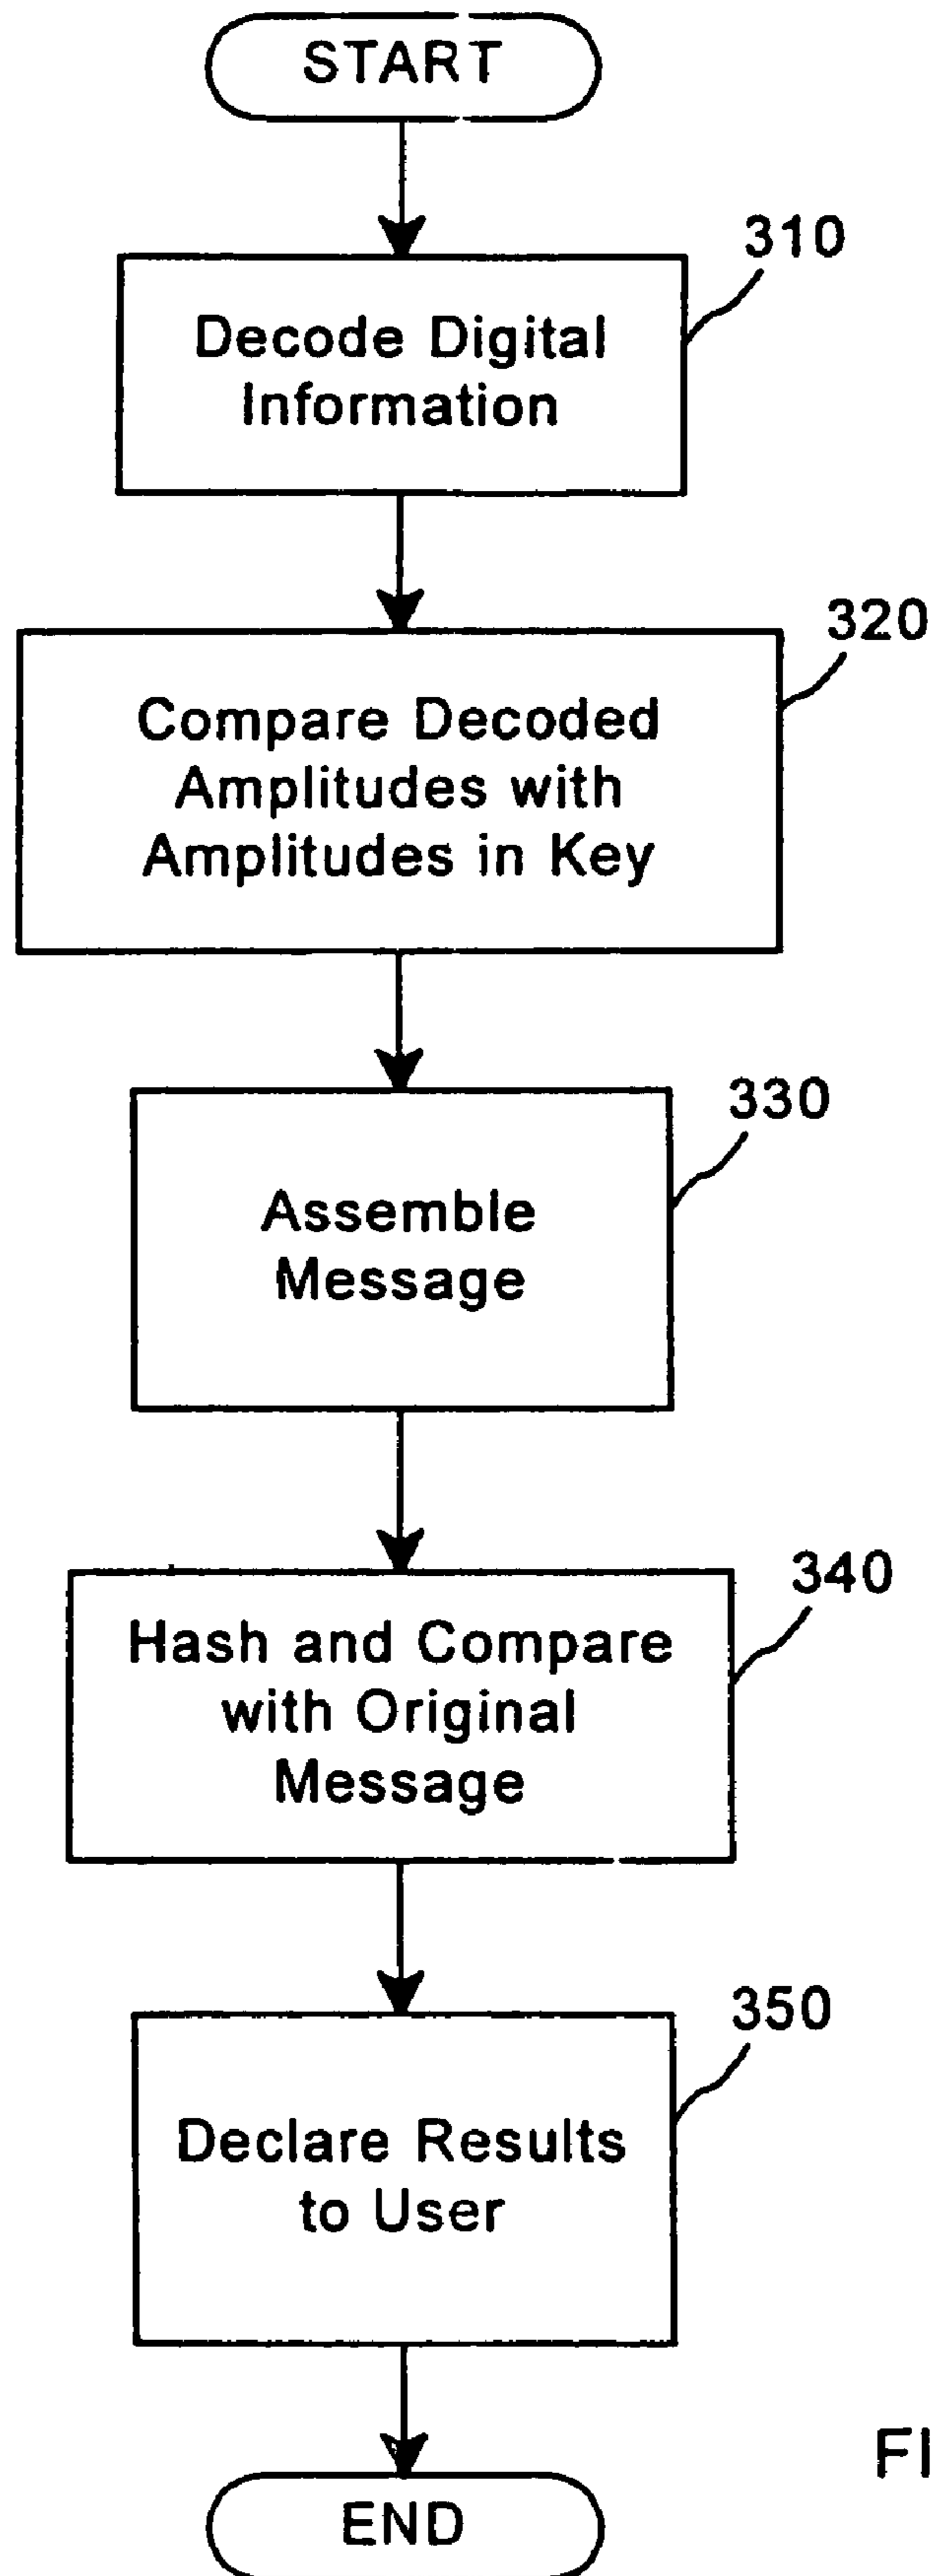 START
310
Decode Digital
Information
320
Compare Decoded
Amplitudes with
Amplitudes in Key
330
Assemble
Message
340
Hash and Compare
with Original
Message
350
Declare Results
to User
FI
END